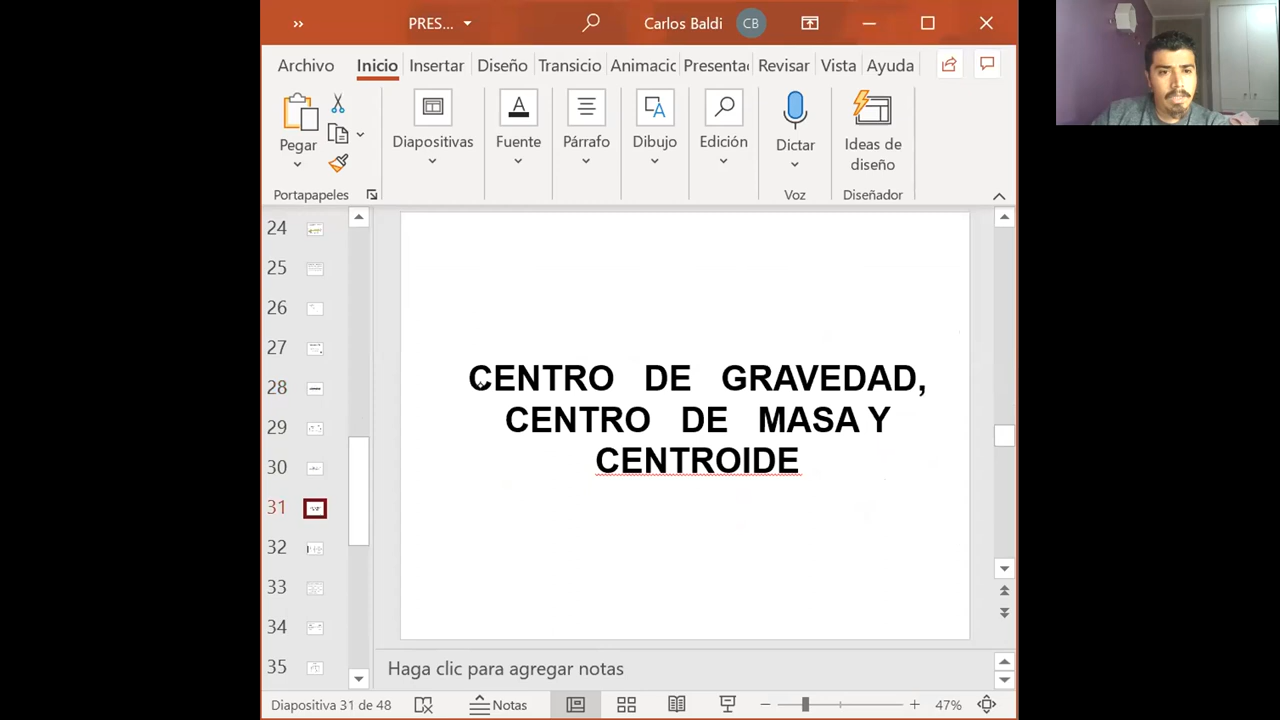 PRES...
Carlos Baldi
CB
Archivo Inicio Insertar Diseño Transicio Animacic Presentac Revisar Vista Ayuda
Pegar
Diapositivas
Fuente
Párrafo
Dibujo
Edición
Dictar
Ideas de
diseño
Portapapeles
Voz
Diseñador
24
25
26
27
28
29
30
31
32
33
34
35
CENTRO DE GRAVEDAD,
CENTRO DE MASA Y
CENTROIDE
Haga clic para agregar notas
Diapositiva 31 de 48
Notas
47%